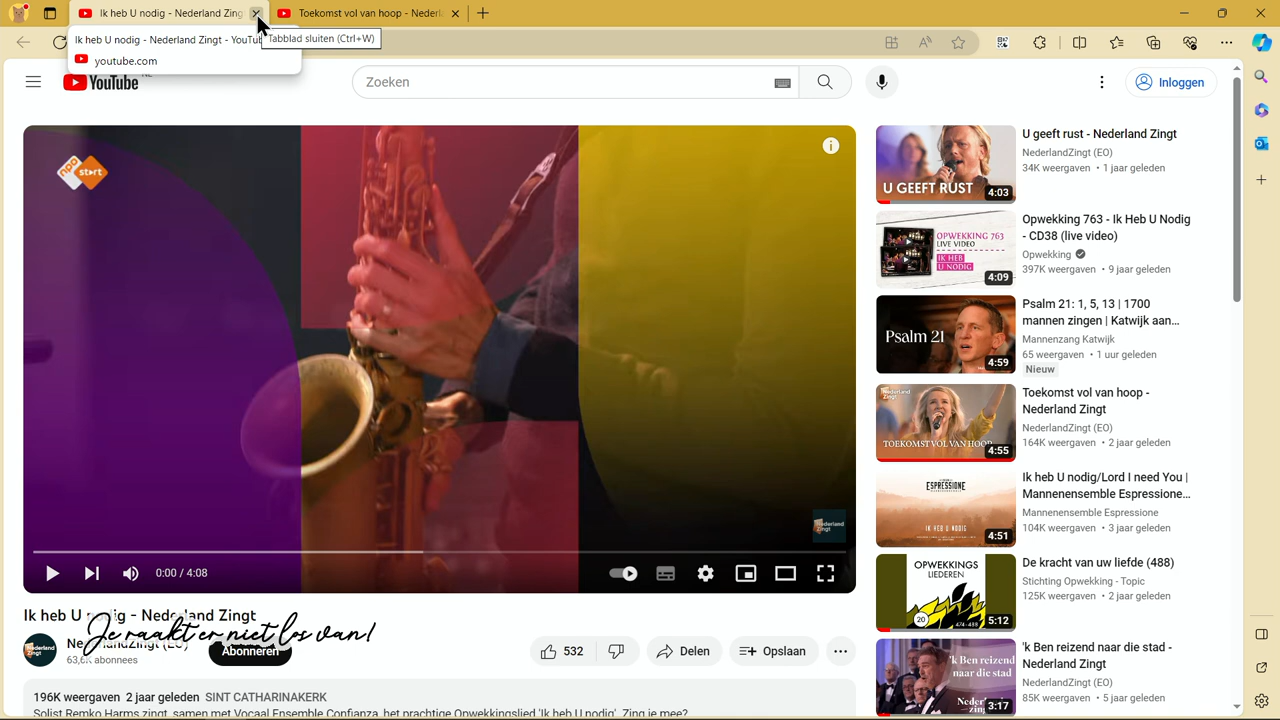 Ik heb U nodig - Nederland Zing
Toekomst vol van hoop - Nederl
Ik heb U nodig - Nederland Zingt - YouTub
Tabblad sluiten (Ctrl+W)
youtube.com
YouTube NL
Zoeken
Inloggen
npo start
Nederland Zingt
0:00 / 4:08
Ik heb U nodig - Nederland Zingt
Je raakt er niet los van!
NederlandZingt (EO)
63,6K abonnees
Abonneren
532
Delen
Opslaan
196K weergaven 2 jaar geleden SINT CATHARINAKERK
Solist Remko Harms zingt, samen met Vocaal Ensemble Confianza, het prachtige Opwekkingslied 'Ik heb U nodig'. Zing je mee?
U GEEFT RUST
4:03
U geeft rust - Nederland Zingt
NederlandZingt (EO)
34K weergaven • 1 jaar geleden
OPWEKKING 763
LIVE VIDEO
IK HEB
U NODIG
4:09
Opwekking 763 - Ik Heb U Nodig
- CD38 (live video)
Opwekking
397K weergaven • 9 jaar geleden
Psalm 21
4:59
Psalm 21: 1, 5, 13 | 1700
mannen zingen | Katwijk aan...
Mannenzang Katwijk
65 weergaven • 1 uur geleden
Nieuw
Nederland
Zingt
TOEKOMST VOL VAN HOOP
4:55
Toekomst vol van hoop -
Nederland Zingt
NederlandZingt (EO)
164K weergaven • 2 jaar geleden
ESPRESSIONE
IK HEB U NODIG
4:51
Ik heb U nodig/Lord I need You |
Mannenensemble Espressione...
Mannenensemble Espressione
104K weergaven • 3 jaar geleden
OPWEKKINGS
LIEDEREN
20
474 - 488
5:12
De kracht van uw liefde (488)
Stichting Opwekking - Topic
125K weergaven • 2 jaar geleden
'k Ben reizend
naar die stad
Nederl
3:17
'k Ben reizend naar die stad -
Nederland Zingt
NederlandZingt (EO)
85K weergaven • 5 jaar geleden